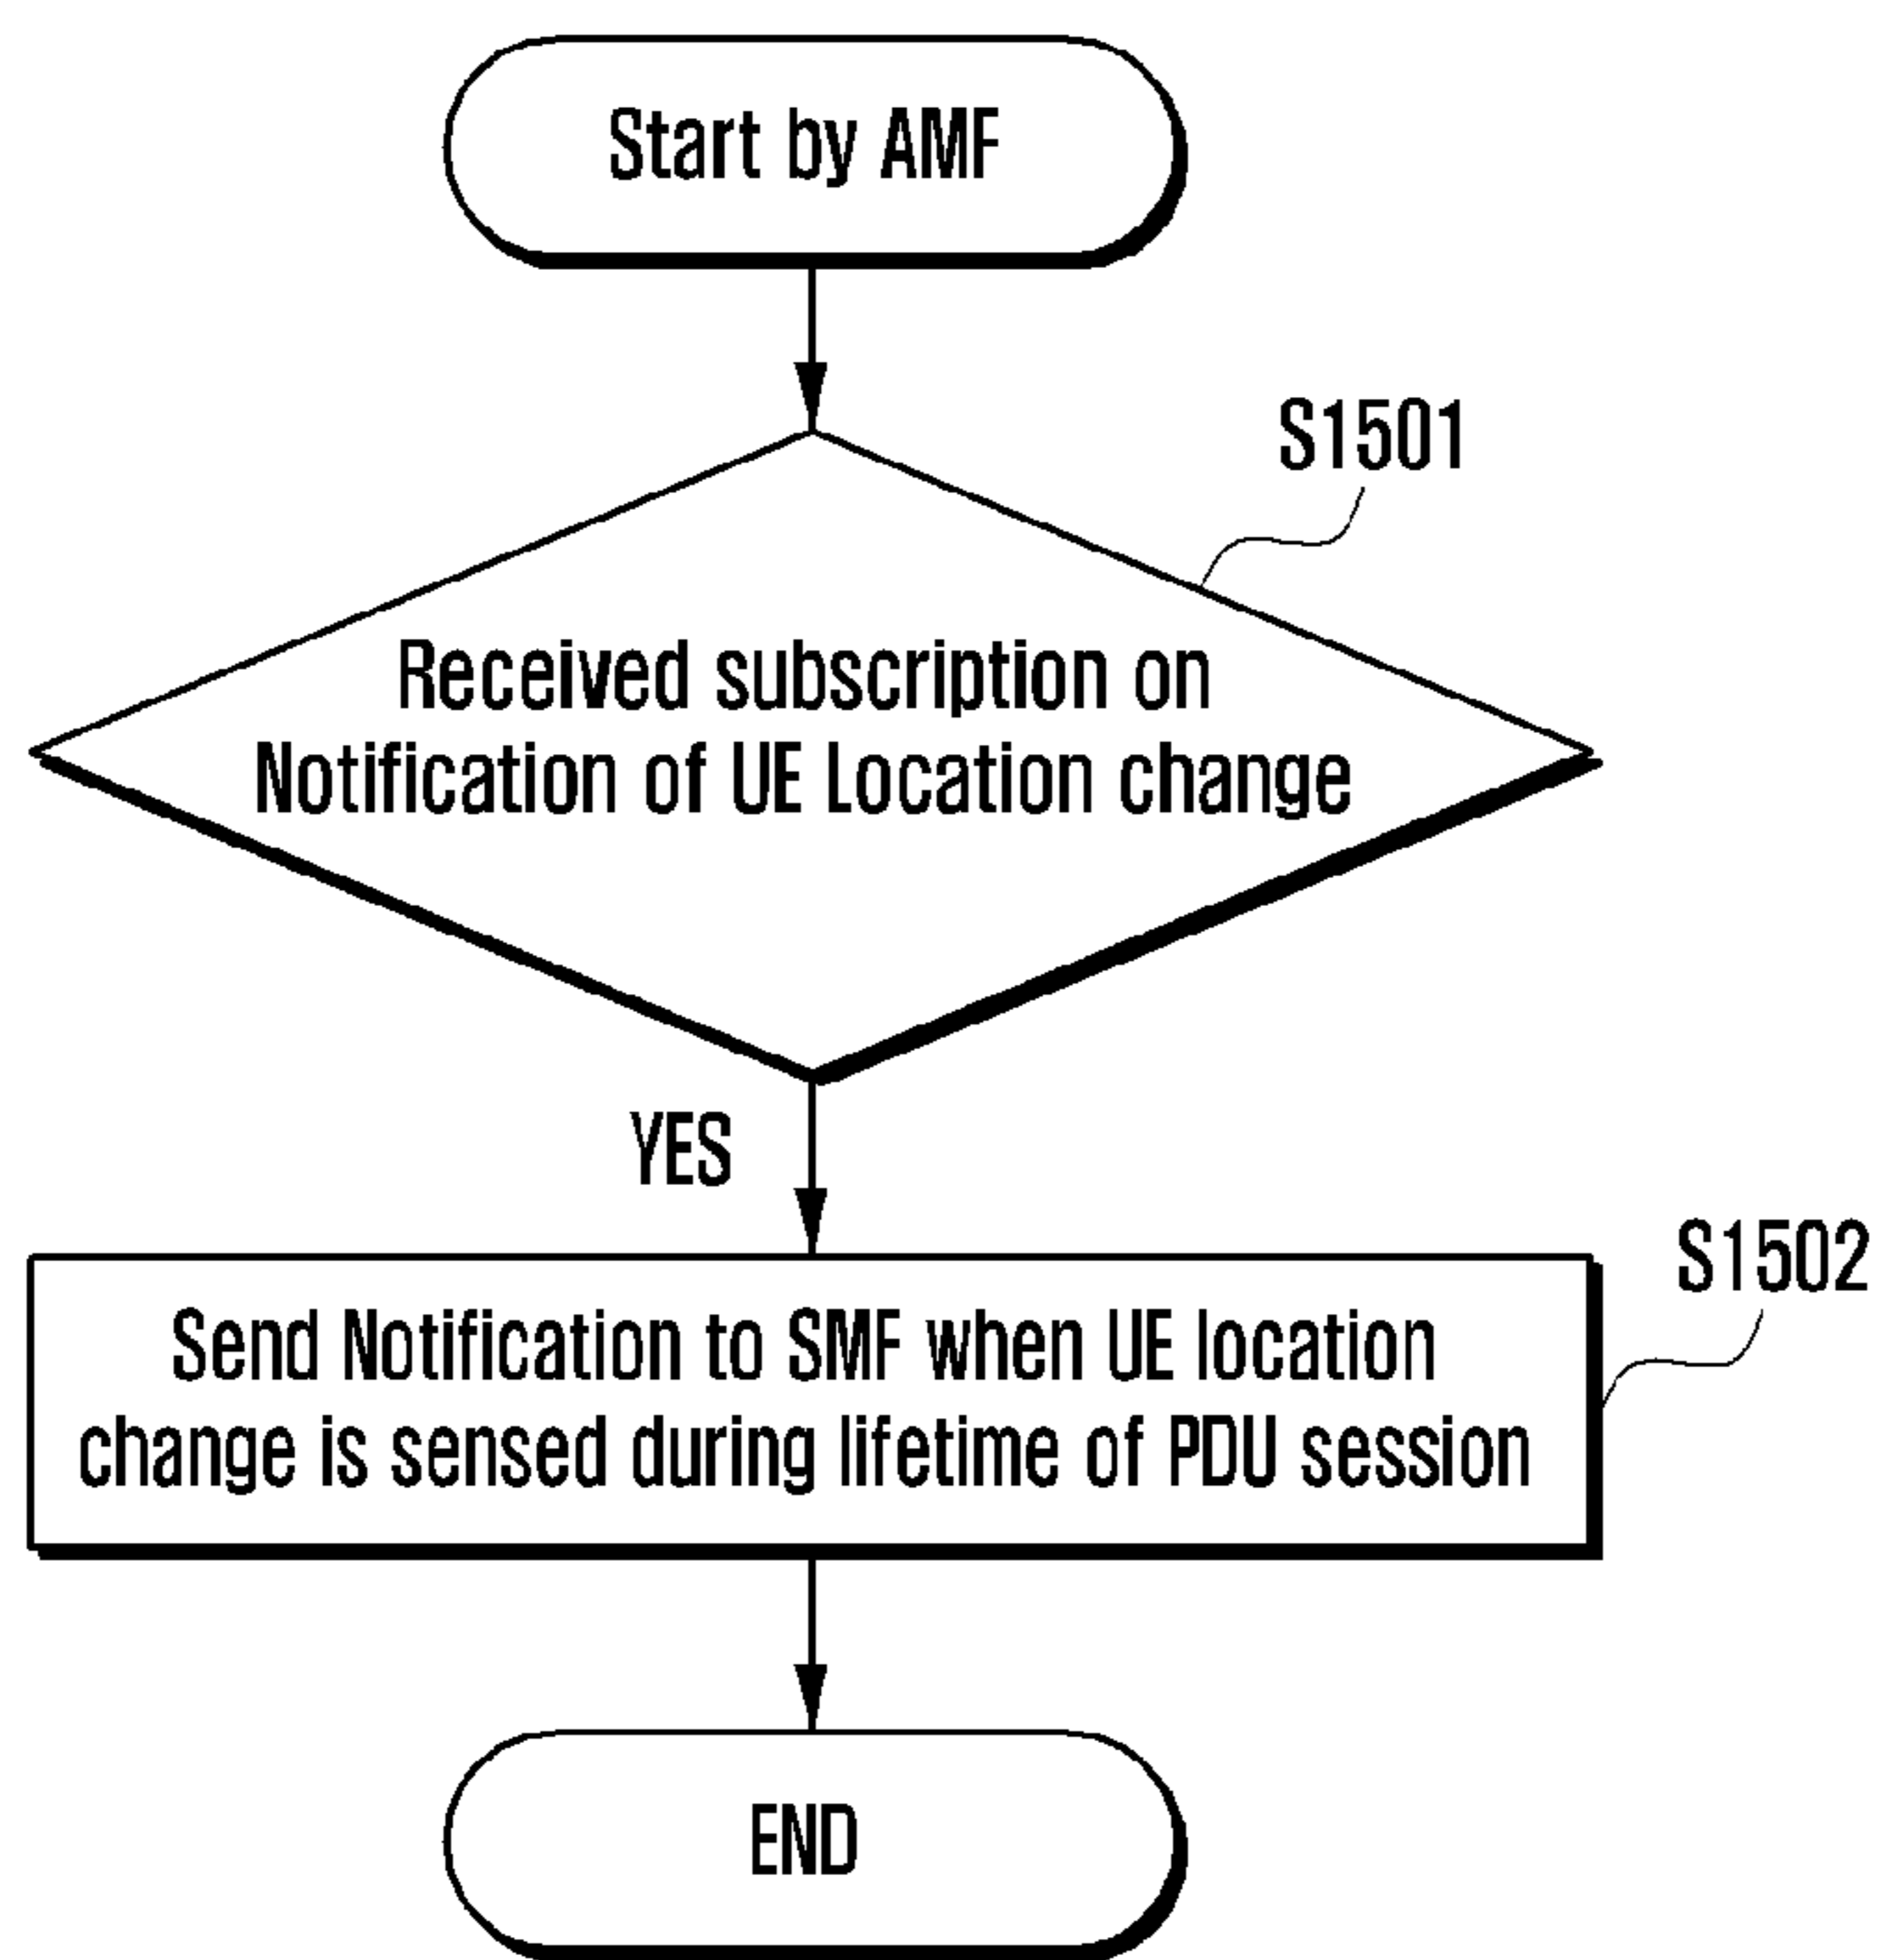 Start by AMF
S1501
Received subscription on
Notification of UE Location change
YES
S1502
Send Notification to SMF when UE location
change is sensed during lifetime of PDU session
END